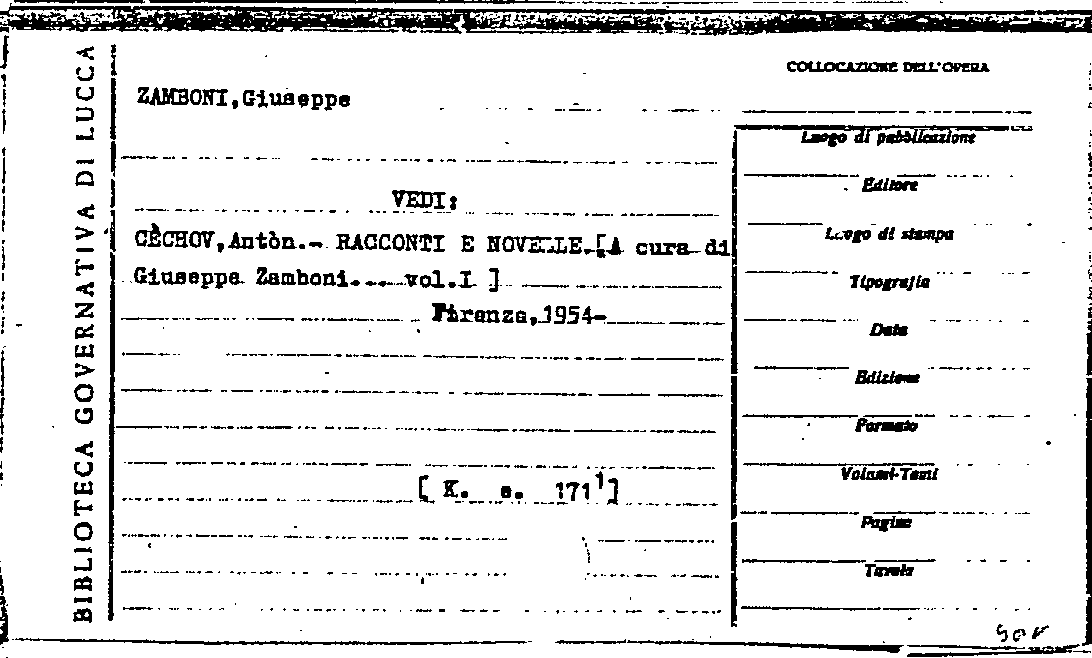 BIBLIOTECA GOVERNATIVA DI LUCCA
ZAMBONI,Giuseppe
VEDI:
CÈCHOV,Antòn.- RACCONTI E NOVELLE.[A cura di
Giuseppe Zamboni... vol.I ]
Firenze,1954-
[ K. e. 171¹]
COLLOCAZIONE DELL'OPERA
Luogo di pubblicazione
Editore
Luogo di stampa
Tipografia
Data
Edizione
Formato
Volumi-Tomi
Pagine
Tavole